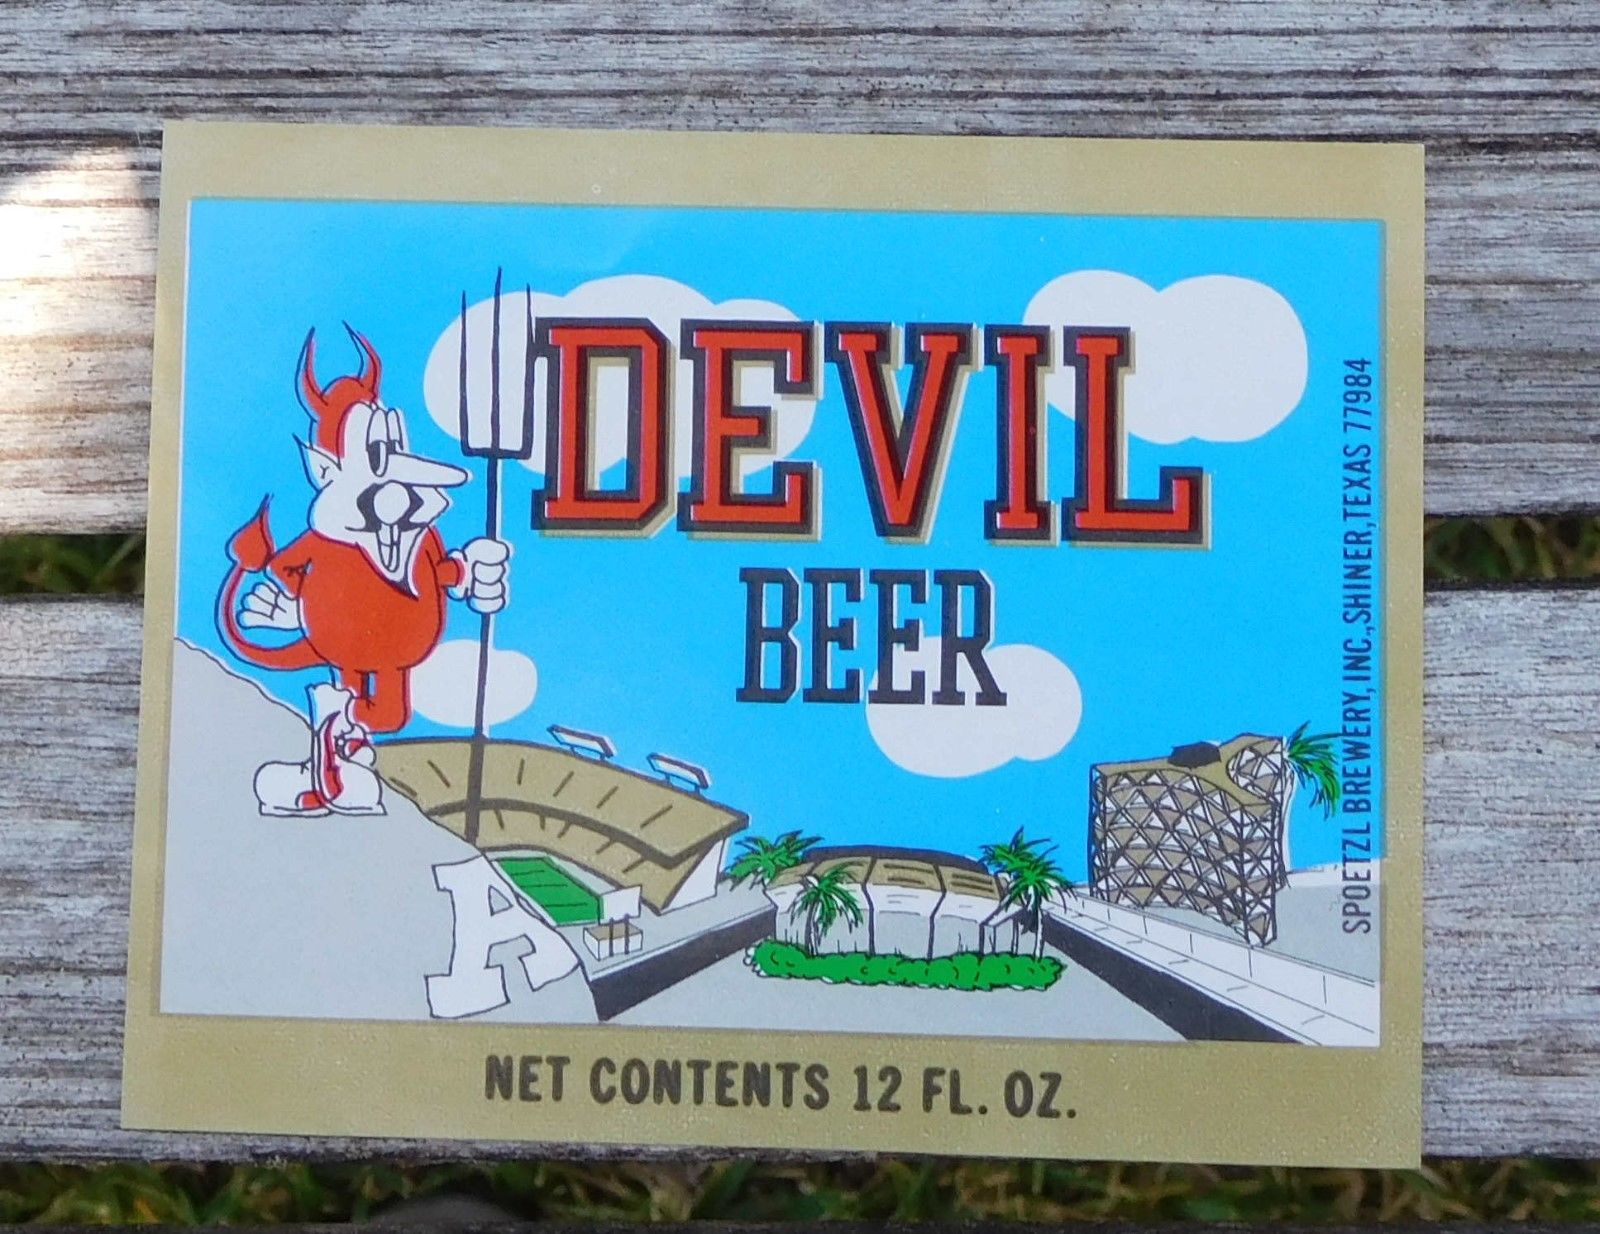 DEVIL
BEER
A
SPOETZL BREWERY, INC., SHINER, TEXAS 77984
NET CONTENTS 12 FL. OZ.